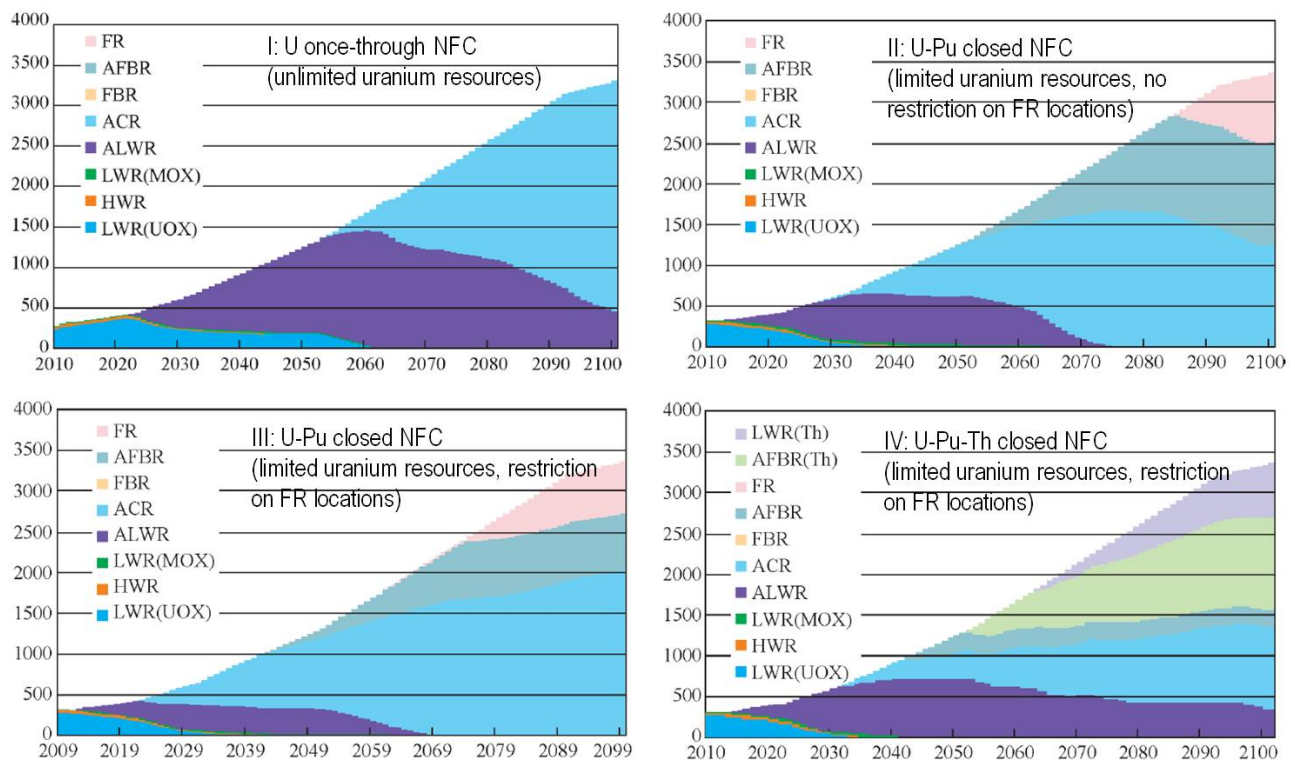 4000
3500
3000
2500
2000
1500
1000
500
0
FR
AFBR
FBR
ACR
ALWR
LWR(MOX)
HWR
LWR(UOX)
I: U once-through NFC
(unlimited uranium resources)
2010 2020 2030 2040 2050 2060 2070 2080 2090 2100
4000
3500
3000
2500
2000
1500
1000
500
0
FR
AFBR
FBR
ACR
ALWR
LWR(MOX)
HWR
LWR(UOX)
II: U-Pu closed NFC
(limited uranium resources, no
restriction on FR locations)
2010 2020 2030 2040 2050 2060 2070 2080 2090 2100
4000
3500
3000
2500
2000
1500
1000
500
0
FR
AFBR
FBR
ACR
ALWR
LWR(MOX)
HWR
LWR(UOX)
III: U-Pu closed NFC
(limited uranium resources, restriction
on FR locations)
2009 2019 2029 2039 2049 2059 2069 2079 2089 2099
4000
3500
3000
2500
2000
1500
1000
500
0
LWR(Th)
AFBR(Th)
FR
AFBR
FBR
ACR
ALWR
LWR(MOX)
HWR
LWR(UOX)
IV: U-Pu-Th closed NFC
(limited uranium resources, restriction
on FR locations)
2010 2020 2030 2040 2050 2060 2070 2080 2090 2100